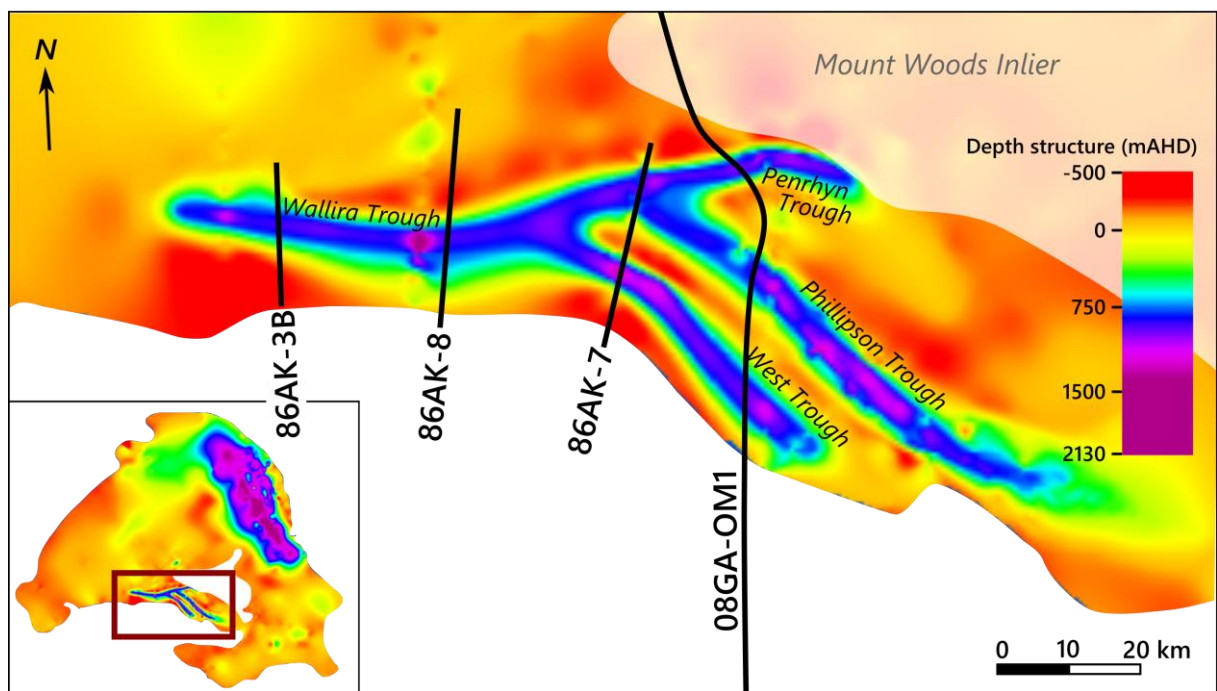 N
Mount Woods Inlier
Depth structure (mAHD)
-500
0
750
1500
2130
Penrhyn
Trough
Wallira Trough
Phillipson Trough
West Trough
86AK-3B
86AK-8
86AK-7
08GA-OM1
0 10 20 km